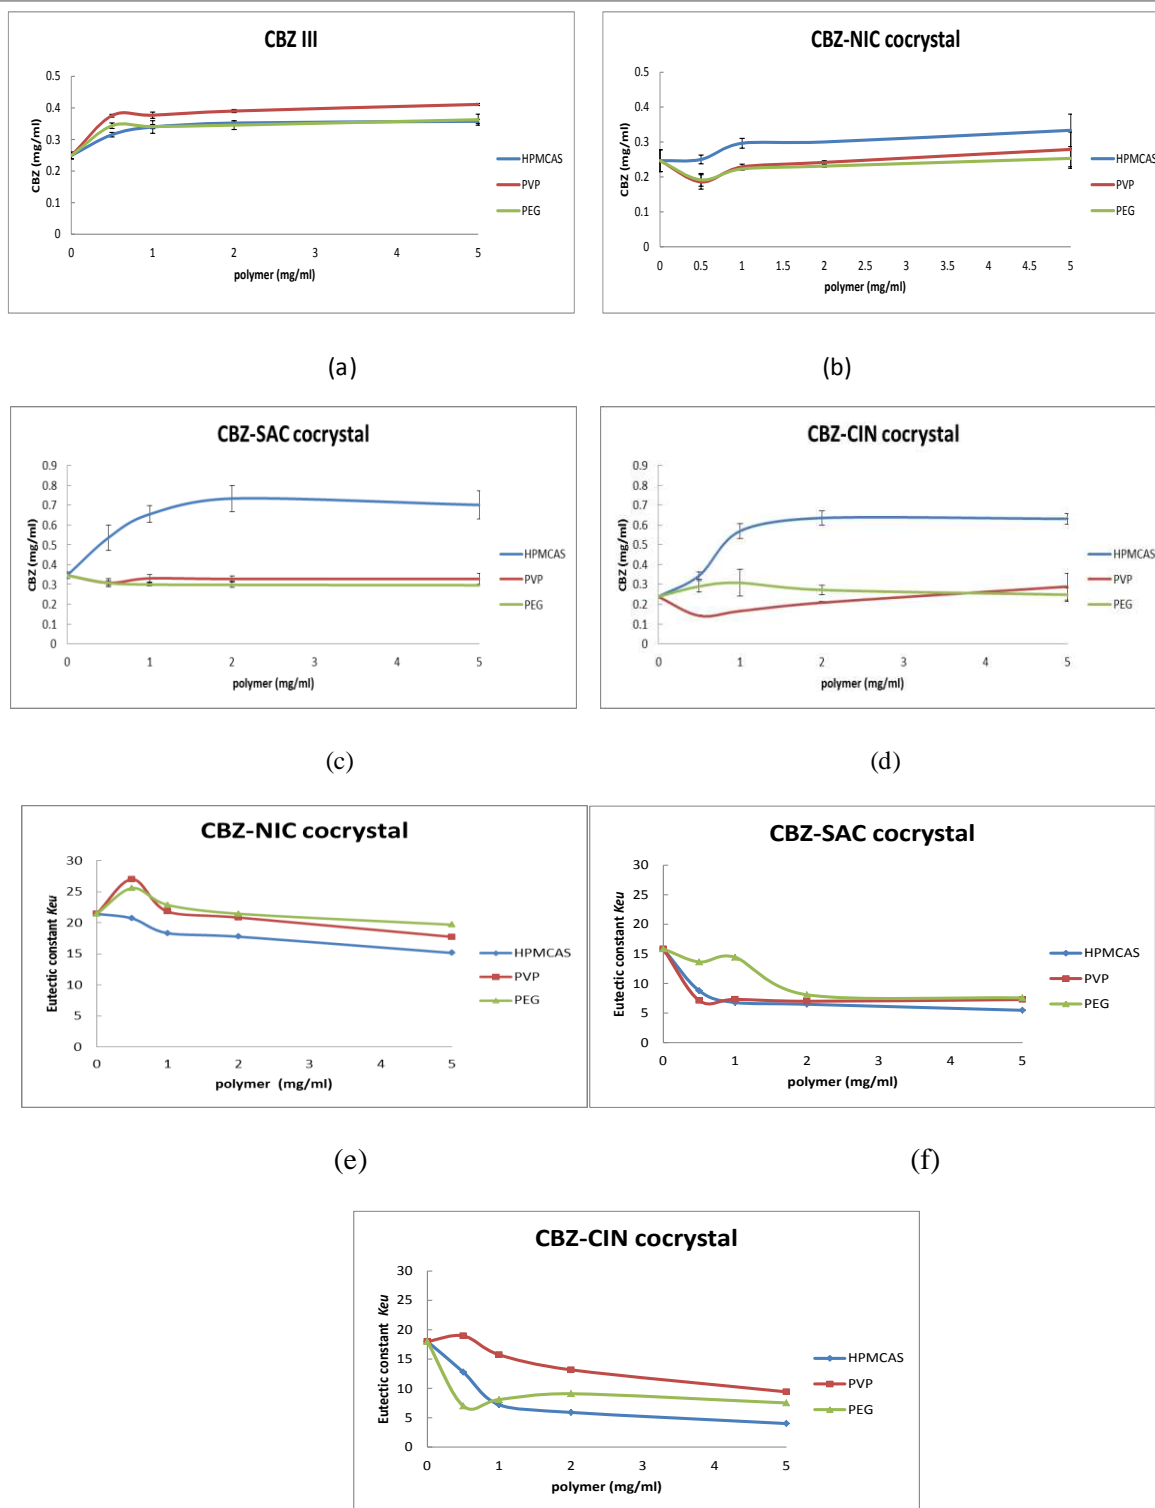 CBZ III
0.5
0.4
0.3
0.2
0.1
0
CBZ (mg/ml)
0 1 2 3 4 5
polymer (mg/ml)
HPMCAS
PVP
PEG
CBZ-NIC cocrystal
0.5
0.4
0.3
0.2
0.1
0
CBZ (mg/ml)
0 0.5 1 1.5 2 2.5 3 3.5 4 4.5 5
polymer (mg/ml)
HPMCAS
PVP
PEG
(a)
(b)
CBZ-SAC cocrystal
0.9
0.8
0.7
0.6
0.5
0.4
0.3
0.2
0.1
0
CBZ (mg/ml)
0 1 2 3 4 5
polymer (mg/ml)
HPMCAS
PVP
PEG
CBZ-CIN cocrystal
0.9
0.8
0.7
0.6
0.5
0.4
0.3
0.2
0.1
0
CBZ (mg/ml)
0 1 2 3 4 5
polymer (mg/ml)
HPMCAS
PVP
PEG
(c)
(d)
CBZ-NIC cocrystal
30
25
20
15
10
5
0
Eutectic constant Keu
0 1 2 3 4 5
polymer (mg/ml)
HPMCAS
PVP
PEG
CBZ-SAC cocrystal
30
25
20
15
10
5
0
Eutectic constant Keu
0 1 2 3 4 5
polymer (mg/ml)
HPMCAS
PVP
PEG
(e)
(f)
CBZ-CIN cocrystal
30
25
20
15
10
5
0
Eutectic constant Keu
0 1 2 3 4 5
polymer (mg/ml)
HPMCAS
PVP
PEG